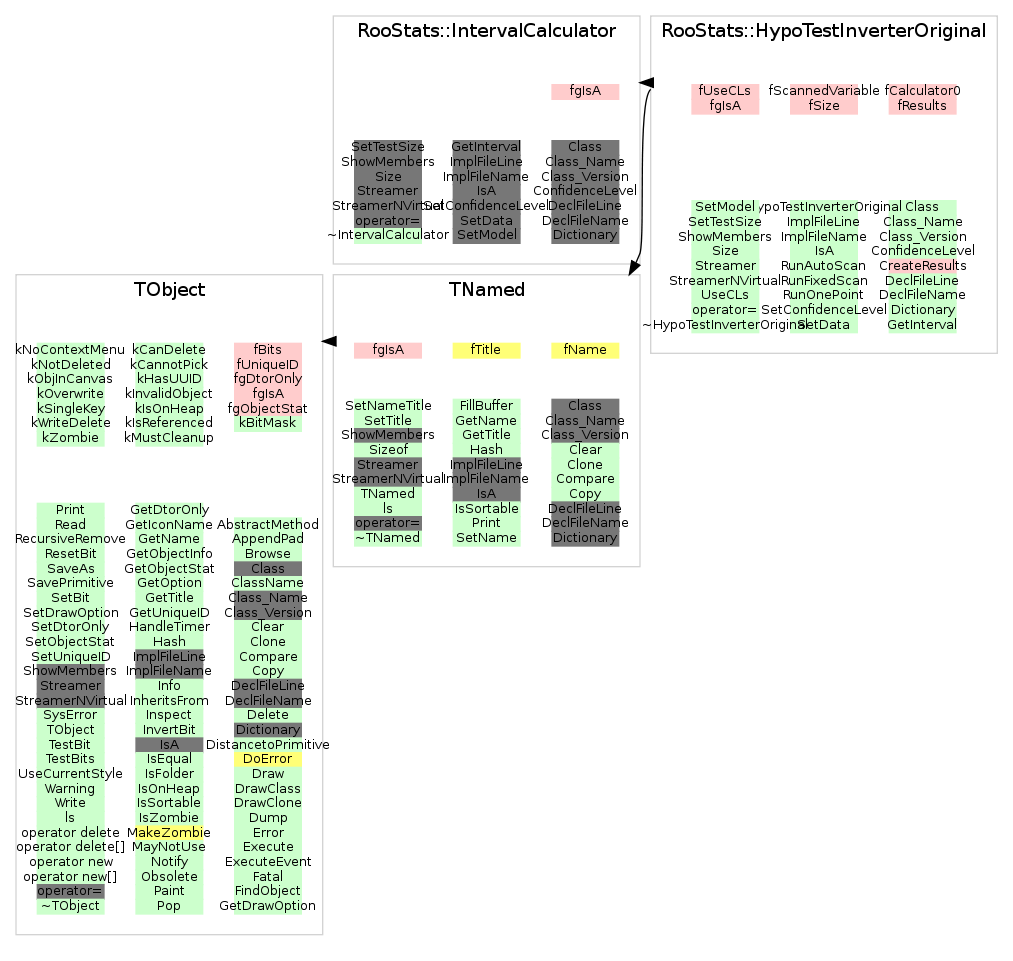 RooStats::IntervalCalculator
fgIsA
SetTestSize GetInterval Class
ShowMembers ImplFileLine Class_Name
Size ImplFileName Class_Version
Streamer IsA ConfidenceLevel
StreamerNVirtual SetConfidenceLevel DeclFileLine
operator= SetData DeclFileName
~IntervalCalculator SetModel Dictionary
RooStats::HypoTestInverterOriginal
fUseCLs fScannedVariable fCalculator0
fgIsA fSize fResults
SetModel ypoTestInverterOriginal Class
SetTestSize ImplFileLine Class_Name
ShowMembers ImplFileName Class_Version
Size IsA ConfidenceLevel
Streamer RunAutoScan CreateResults
StreamerNVirtual RunFixedScan DeclFileLine
UseCLs RunOnePoint DeclFileName
operator= SetConfidenceLevel Dictionary
~HypoTestInverterOriginal SetData GetInterval
TObject
kNoContextMenu kCanDelete fBits
kNotDeleted kCannotPick fUniqueID
kObjInCanvas kHasUUID fgDtorOnly
kOverwrite kInvalidObject fgIsA
kSingleKey kIsOnHeap fgObjectStat
kWriteDelete kIsReferenced kBitMask
kZombie kMustCleanup
Print GetDtorOnly
Read GetIconName AbstractMethod
RecursiveRemove GetName AppendPad
ResetBit GetObjectInfo Browse
SaveAs GetObjectStat Class
SavePrimitive GetOption ClassName
SetBit GetTitle Class_Name
SetDrawOption GetUniqueID Class_Version
SetDtorOnly HandleTimer Clear
SetObjectStat Hash Clone
SetUniqueID ImplFileLine Compare
ShowMembers ImplFileName Copy
Streamer Info DeclFileLine
StreamerNVirtual InheritsFrom DeclFileName
SysError Inspect Delete
TObject InvertBit Dictionary
TestBit IsA DistancetoPrimitive
TestBits IsEqual DoError
UseCurrentStyle IsFolder Draw
Warning IsOnHeap DrawClass
Write IsSortable DrawClone
ls IsZombie Dump
operator delete MakeZombie Error
operator delete[] MayNotUse Execute
operator new Notify ExecuteEvent
operator new[] Obsolete Fatal
operator= Paint FindObject
~TObject Pop GetDrawOption
TNamed
fgIsA fTitle fName
SetNameTitle FillBuffer Class
SetTitle GetName Class_Name
ShowMembers GetTitle Class_Version
Sizeof Hash Clear
Streamer ImplFileLine Clone
StreamerNVirtual ImplFileName Compare
TNamed IsA Copy
ls IsSortable DeclFileLine
operator= Print DeclFileName
~TNamed SetName Dictionary